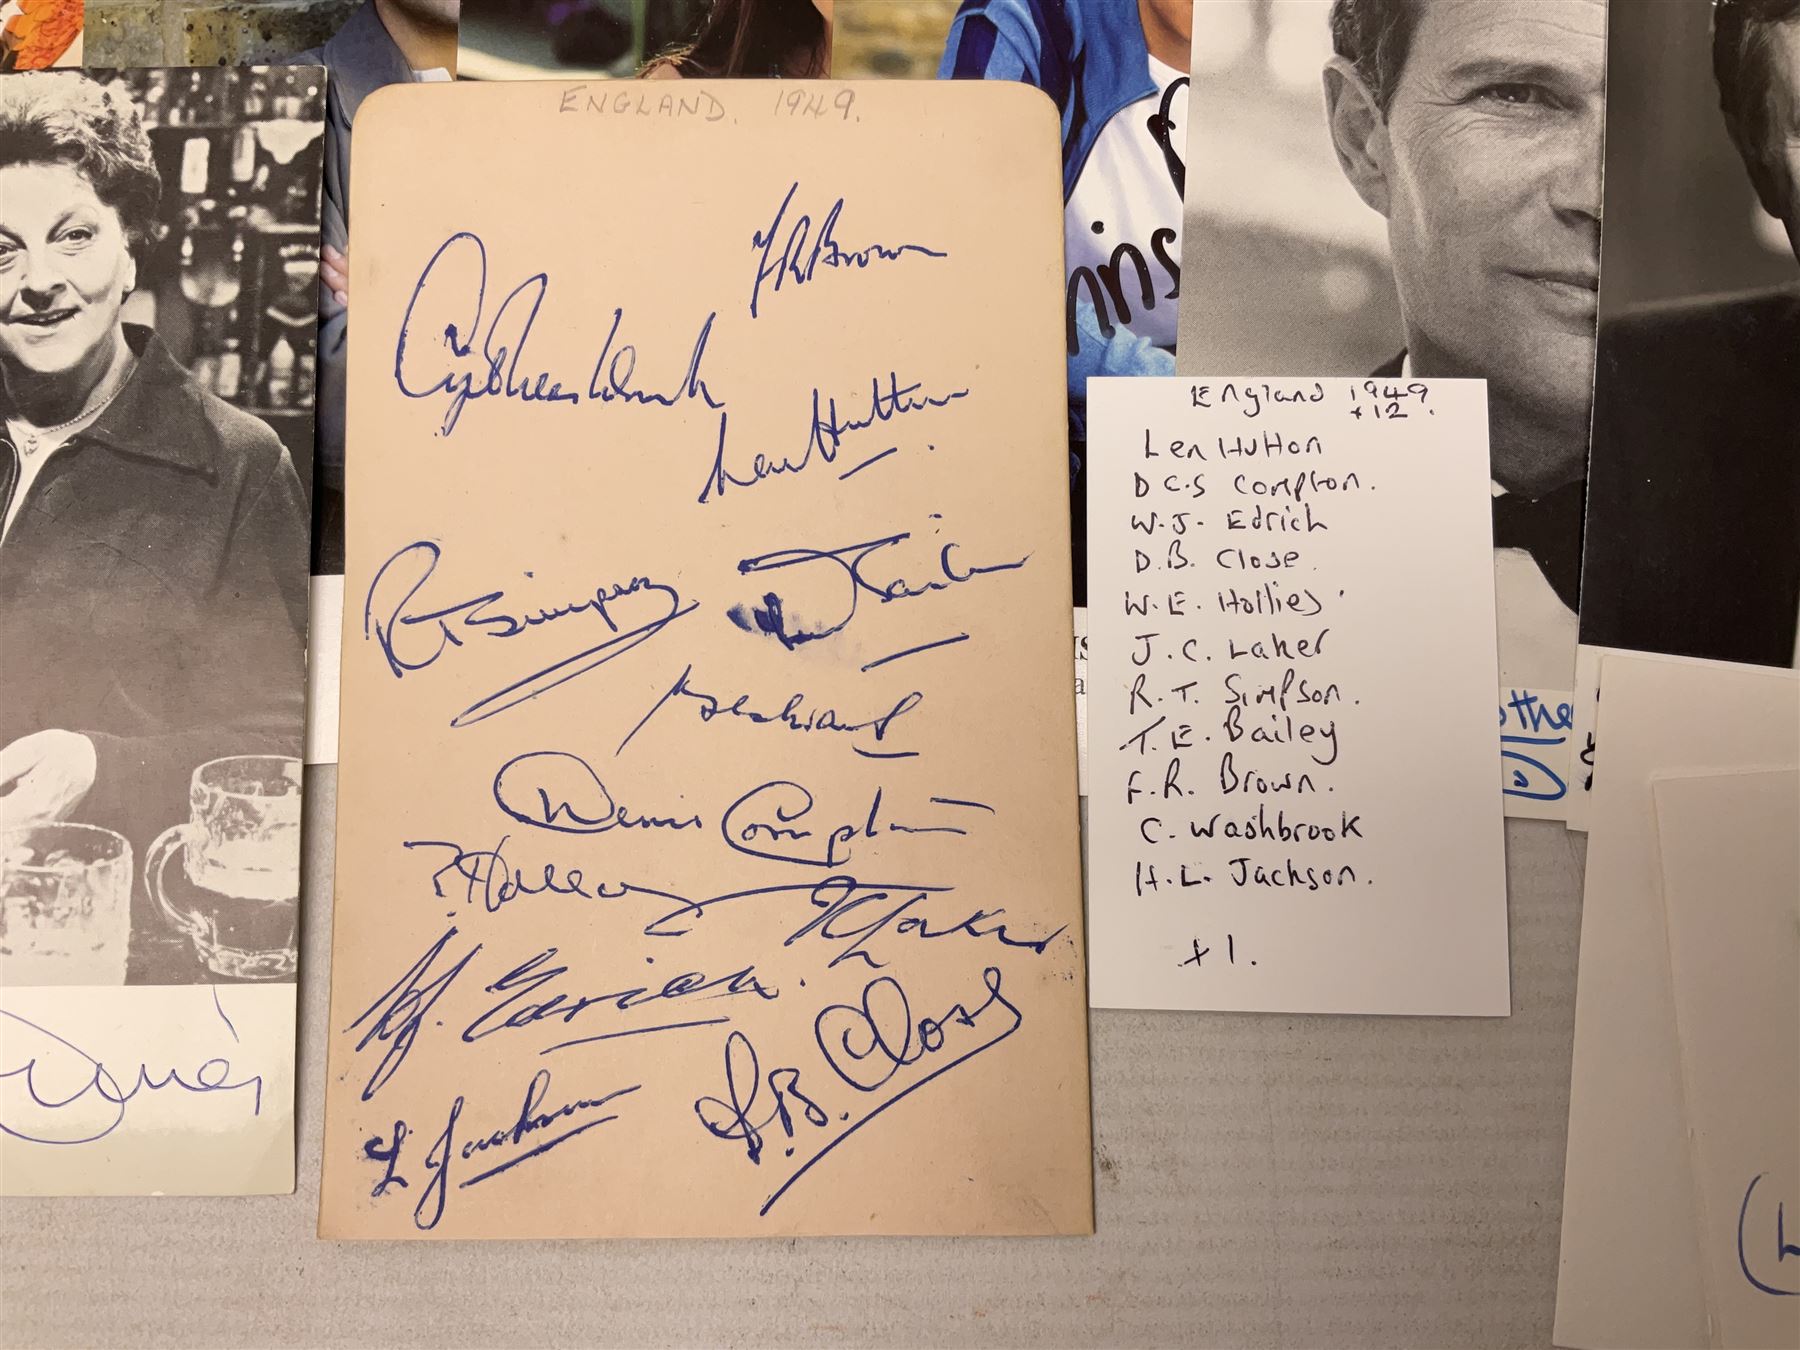 ENGLAND. 1949.
F R Brown
Cyril Washbrook
Len Hutton
R T Simpson
Denis Compton
W.J. Edrich.
L Jackson
D.B. Close
England 1949
+12.
Len Hutton
D C.S Compton.
W.J. Edrich
D.B. Close.
W.E. Hollies
J.C. Laker
R.T. Simpson.
T.E. Bailey
F.R. Brown.
C. Washbrook
H.L. Jackson.
+1.